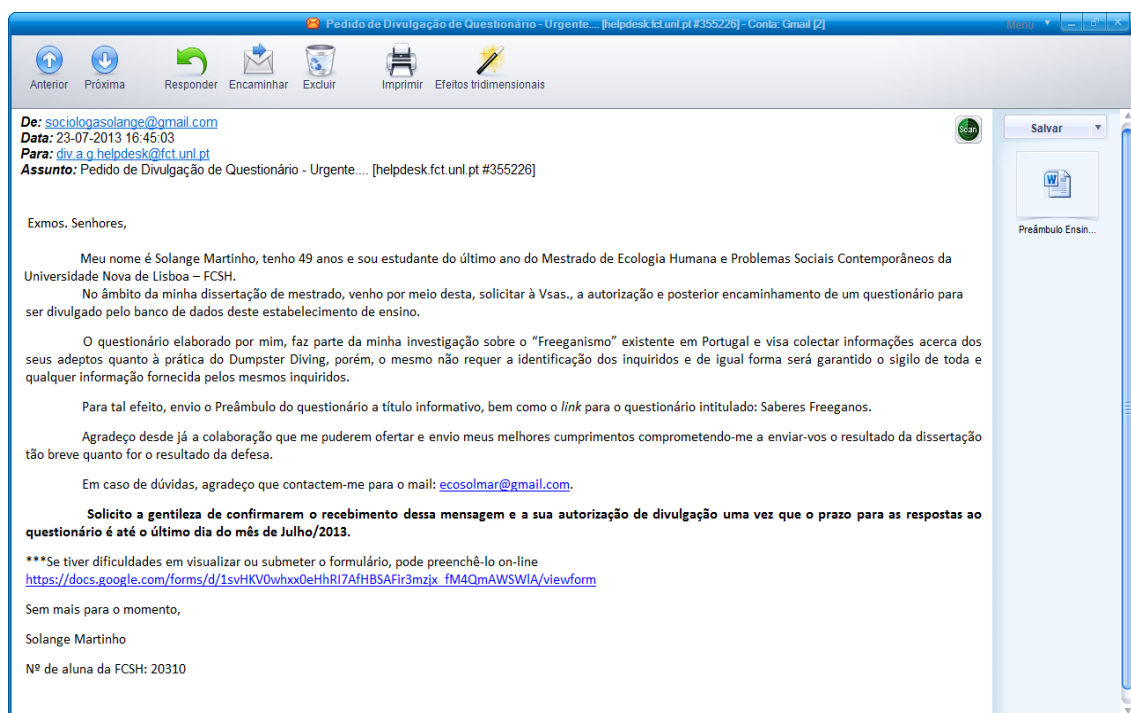 Pedido de Divulgação de Questionário - Urgente.... [helpdesk.fct.unl.pt #355226] - Conta: Gmail [2]
Menu
Anterior Próxima Responder Encaminhar Excluir Imprimir Efeitos tridimensionais
De: sociologasolange@gmail.com
Data: 23-07-2013 16:45:03
Para: div.a.g.helpdesk@fct.unl.pt
Assunto: Pedido de Divulgação de Questionário - Urgente.... [helpdesk.fct.unl.pt #355226]
Scan
Salvar
Preâmbulo Ensin...
Exmos. Senhores,
Meu nome é Solange Martinho, tenho 49 anos e sou estudante do último ano do Mestrado de Ecologia Humana e Problemas Sociais Contemporâneos da
Universidade Nova de Lisboa – FCSH.
No âmbito da minha dissertação de mestrado, venho por meio desta, solicitar à Vsas., a autorização e posterior encaminhamento de um questionário para
ser divulgado pelo banco de dados deste estabelecimento de ensino.
O questionário elaborado por mim, faz parte da minha investigação sobre o “Freeganismo” existente em Portugal e visa colectar informações acerca dos
seus adeptos quanto à prática do Dumpster Diving, porém, o mesmo não requer a identificação dos inquiridos e de igual forma será garantido o sigilo de toda e
qualquer informação fornecida pelos mesmos inquiridos.
Para tal efeito, envio o Preâmbulo do questionário a título informativo, bem como o link para o questionário intitulado: Saberes Freeganos.
Agradeço desde já a colaboração que me puderem ofertar e envio meus melhores cumprimentos comprometendo-me a enviar-vos o resultado da dissertação
tão breve quanto for o resultado da defesa.
Em caso de dúvidas, agradeço que contactem-me para o mail: ecosolmar@gmail.com.
Solicito a gentileza de confirmarem o recebimento dessa mensagem e a sua autorização de divulgação uma vez que o prazo para as respostas ao
questionário é até o último dia do mês de Julho/2013.
***Se tiver dificuldades em visualizar ou submeter o formulário, pode preenchê-lo on-line
https://docs.google.com/forms/d/1svHKV0whxx0eHhRI7AfHBSAFir3mzjx_fM4QmAWSWlA/viewform
Sem mais para o momento,
Solange Martinho
Nº de aluna da FCSH: 20310